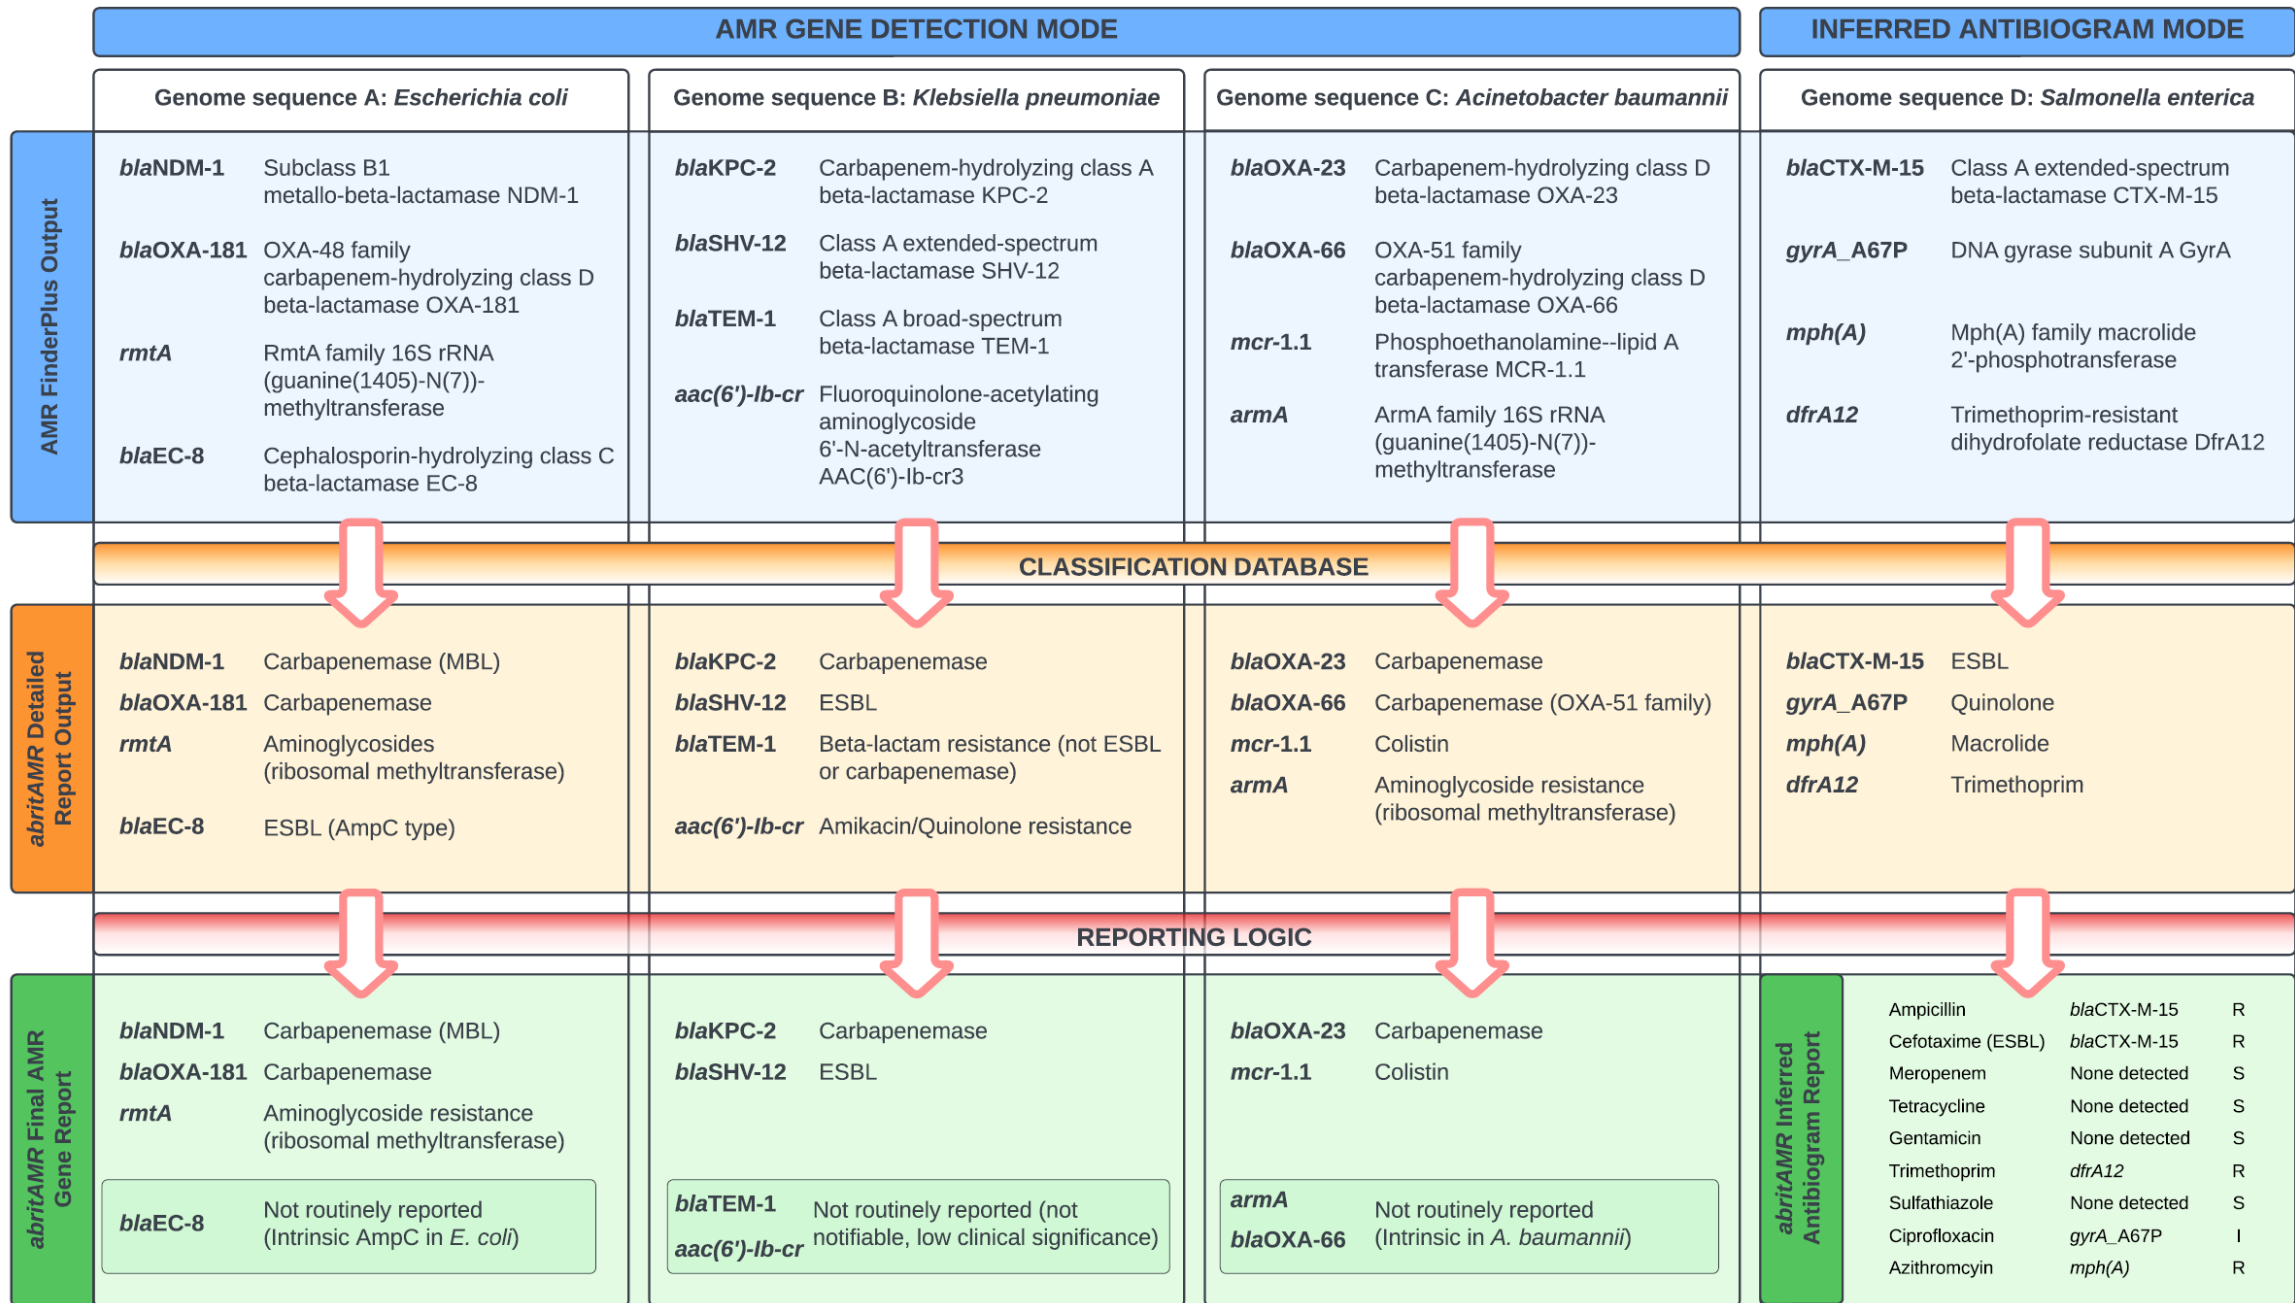 AMR GENE DETECTION MODE
INFERRED ANTIBIOGRAM MODE
Genome sequence A: Escherichia coli
Genome sequence B: Klebsiella pneumoniae
Genome sequence C: Acinetobacter baumannii
Genome sequence D: Salmonella enterica
AMR FinderPlus Output
blaNDM-1 Subclass B1
metallo-beta-lactamase NDM-1
blaOXA-181 OXA-48 family
carbapenem-hydrolyzing class D
beta-lactamase OXA-181
rmtA RmtA family 16S rRNA
(guanine(1405)-N(7))-
methyltransferase
blaEC-8 Cephalosporin-hydrolyzing class C
beta-lactamase EC-8
blaKPC-2 Carbapenem-hydrolyzing class A
beta-lactamase KPC-2
blaSHV-12 Class A extended-spectrum
beta-lactamase SHV-12
blaTEM-1 Class A broad-spectrum
beta-lactamase TEM-1
aac(6')-Ib-cr Fluoroquinolone-acetylating
aminoglycoside
6'-N-acetyltransferase
AAC(6')-Ib-cr3
blaOXA-23 Carbapenem-hydrolyzing class D
beta-lactamase OXA-23
blaOXA-66 OXA-51 family
carbapenem-hydrolyzing class D
beta-lactamase OXA-66
mcr-1.1 Phosphoethanolamine--lipid A
transferase MCR-1.1
armA ArmA family 16S rRNA
(guanine(1405)-N(7))-
methyltransferase
blaCTX-M-15 Class A extended-spectrum
beta-lactamase CTX-M-15
gyrA_A67P DNA gyrase subunit A GyrA
mph(A) Mph(A) family macrolide
2'-phosphotransferase
dfrA12 Trimethoprim-resistant
dihydrofolate reductase DfrA12
CLASSIFICATION DATABASE
abritAMR Detailed
Report Output
blaNDM-1 Carbapenemase (MBL)
blaOXA-181 Carbapenemase
rmtA Aminoglycosides
(ribosomal methyltransferase)
blaEC-8 ESBL (AmpC type)
blaKPC-2 Carbapenemase
blaSHV-12 ESBL
blaTEM-1 Beta-lactam resistance (not ESBL
or carbapenemase)
aac(6')-Ib-cr Amikacin/Quinolone resistance
blaOXA-23 Carbapenemase
blaOXA-66 Carbapenemase (OXA-51 family)
mcr-1.1 Colistin
armA Aminoglycoside resistance
(ribosomal methyltransferase)
blaCTX-M-15 ESBL
gyrA_A67P Quinolone
mph(A) Macrolide
dfrA12 Trimethoprim
REPORTING LOGIC
abritAMR Final AMR
Gene Report
blaNDM-1 Carbapenemase (MBL)
blaOXA-181 Carbapenemase
rmtA Aminoglycoside resistance
(ribosomal methyltransferase)
blaEC-8 Not routinely reported
(Intrinsic AmpC in E. coli)
blaKPC-2 Carbapenemase
blaSHV-12 ESBL
blaTEM-1
aac(6')-Ib-cr
Not routinely reported (not
notifiable, low clinical significance)
blaOXA-23 Carbapenemase
mcr-1.1 Colistin
armA
blaOXA-66
Not routinely reported
(Intrinsic in A. baumannii)
abritAMR Inferred
Antibiogram Report
Ampicillin blaCTX-M-15 R
Cefotaxime (ESBL) blaCTX-M-15 R
Meropenem None detected S
Tetracycline None detected S
Gentamicin None detected S
Trimethoprim dfrA12 R
Sulfathiazole None detected S
Ciprofloxacin gyrA_A67P I
Azithromcyin mph(A) R